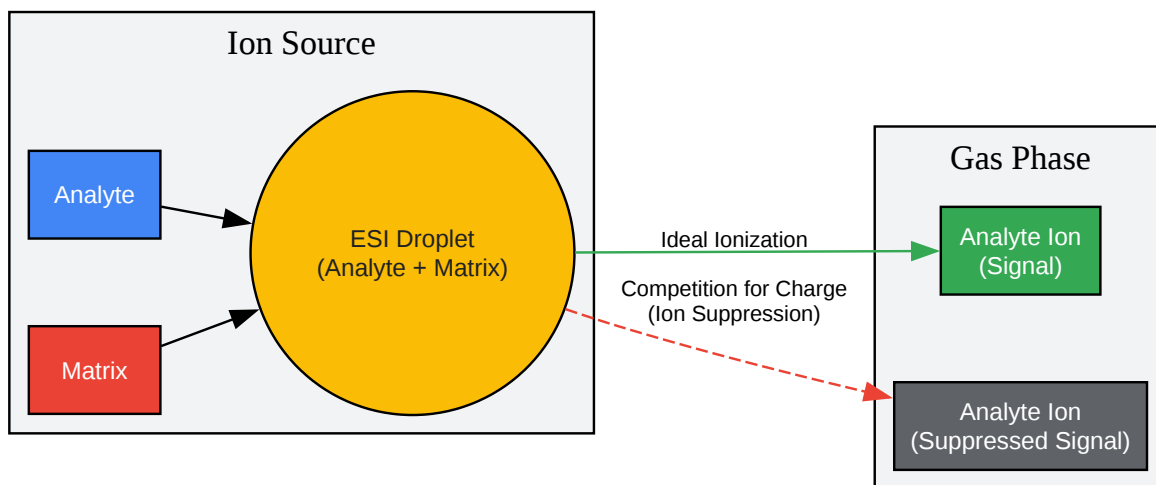 Ion Source
Analyte
Matrix
ESI Droplet
(Analyte + Matrix)
Ideal Ionization
Competition for Charge
(Ion Suppression)
Gas Phase
Analyte Ion
(Signal)
Analyte Ion
(Suppressed Signal)